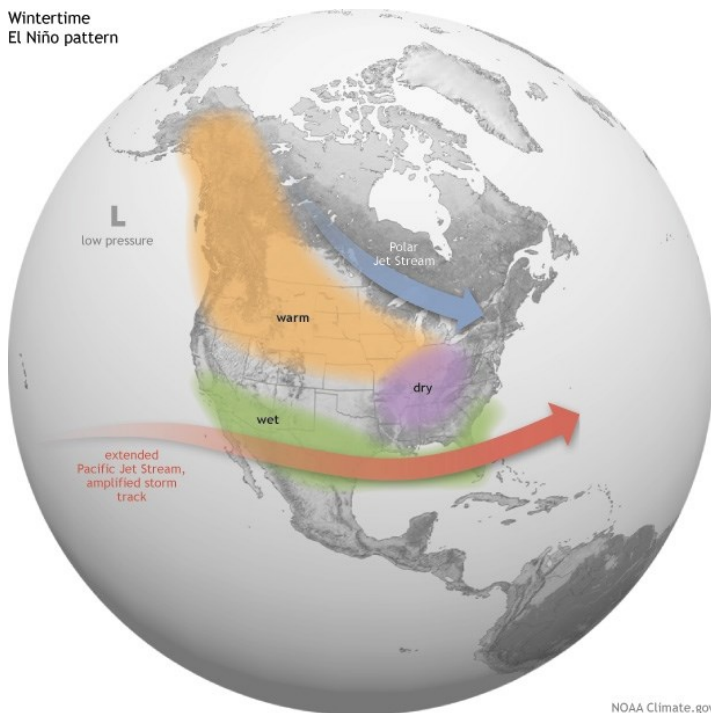 Wintertime
El Niño pattern
L
low pressure
Polar
Jet Stream
warm
dry
wet
extended
Pacific Jet Stream,
amplified storm
track
NOAA Climate.gov